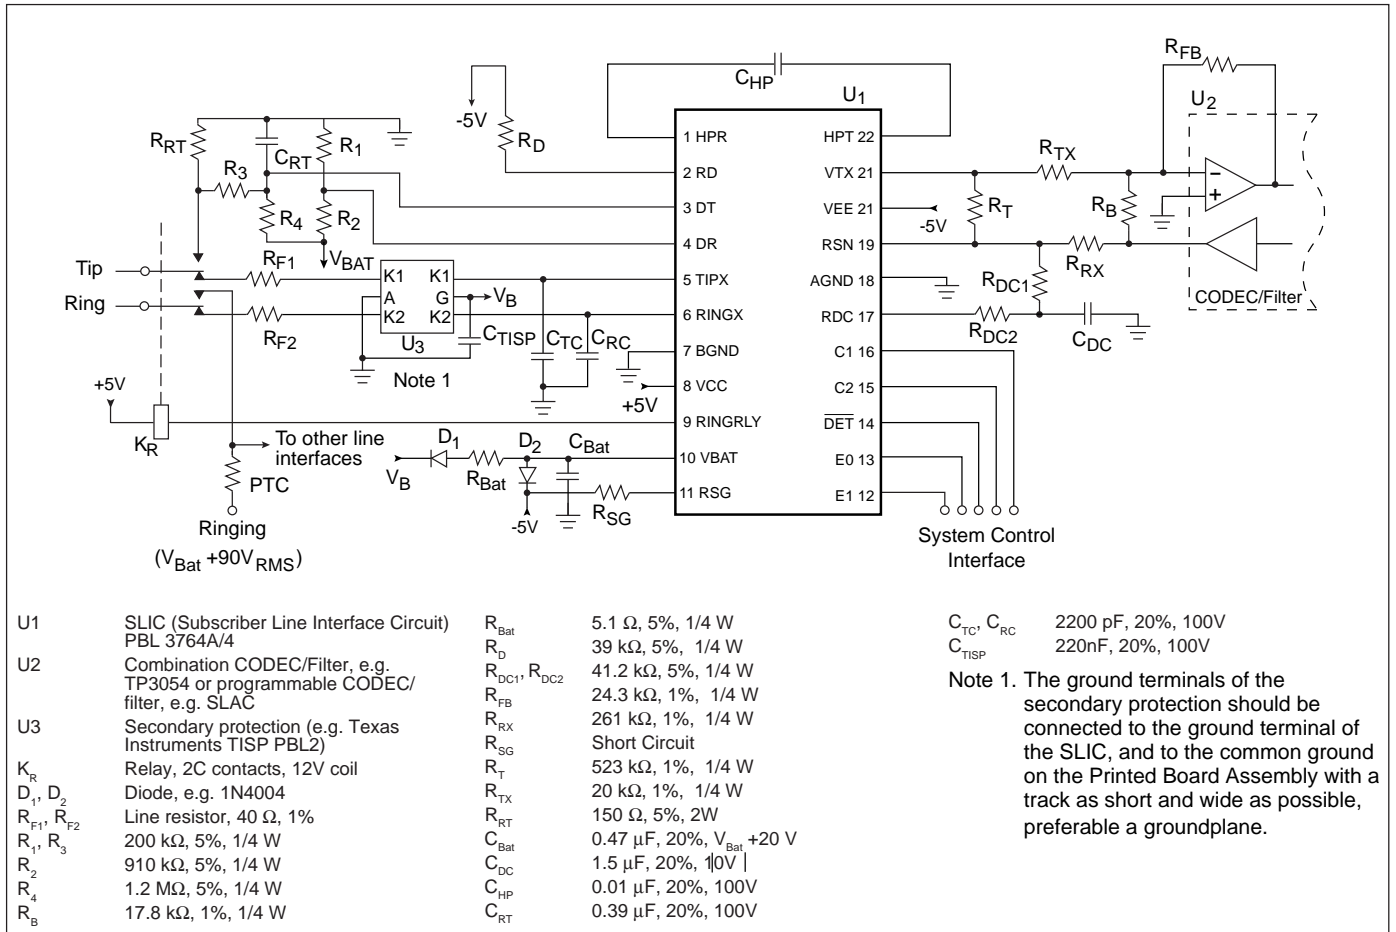 CHP
U1
RFB
U2
-5V
RD
RRT
CRT
R1
R3
R4
R2
VBAT
1 HPR
HPT 22
2 RD
VTX 21
3 DT
VEE 21
4 DR
RSN 19
5 TIPX
AGND 18
6 RINGX
RDC 17
7 BGND
C1 16
8 VCC
C2 15
9 RINGRLY
DET 14
10 VBAT
E0 13
11 RSG
E1 12
RTX
RT
RB
-5V
RRX
RDC1
RDC2
CDC
CODEC/Filter
−
+
Tip
Ring
RF1
RF2
K1 K1
A G
K2 K2
U3
VB
CTISP
CTC
CRC
Note 1
+5V
+5V
KR
To other line
interfaces
PTC
Ringing
(VBat +90VRMS)
VB
D1
RBat
D2
CBat
-5V
RSG
System Control
Interface
U1 SLIC (Subscriber Line Interface Circuit)
PBL 3764A/4
U2 Combination CODEC/Filter, e.g.
TP3054 or programmable CODEC/
filter, e.g. SLAC
U3 Secondary protection (e.g. Texas
Instruments TISP PBL2)
KR Relay, 2C contacts, 12V coil
D1, D2 Diode, e.g. 1N4004
RF1, RF2 Line resistor, 40 Ω, 1%
R1, R3 200 kΩ, 5%, 1/4 W
R2 910 kΩ, 5%, 1/4 W
R4 1.2 MΩ, 5%, 1/4 W
RB 17.8 kΩ, 1%, 1/4 W
RBat 5.1 Ω, 5%, 1/4 W
RD 39 kΩ, 5%, 1/4 W
RDC1, RDC2 41.2 kΩ, 5%, 1/4 W
RFB 24.3 kΩ, 1%, 1/4 W
RRX 261 kΩ, 1%, 1/4 W
RSG Short Circuit
RT 523 kΩ, 1%, 1/4 W
RTX 20 kΩ, 1%, 1/4 W
RRT 150 Ω, 5%, 2W
CBat 0.47 μF, 20%, VBat +20 V
CDC 1.5 μF, 20%, 10V
CHP 0.01 μF, 20%, 100V
CRT 0.39 μF, 20%, 100V
CTC, CRC 2200 pF, 20%, 100V
CTISP 220nF, 20%, 100V
Note 1. The ground terminals of the
secondary protection should be
connected to the ground terminal of
the SLIC, and to the common ground
on the Printed Board Assembly with a
track as short and wide as possible,
preferable a groundplane.